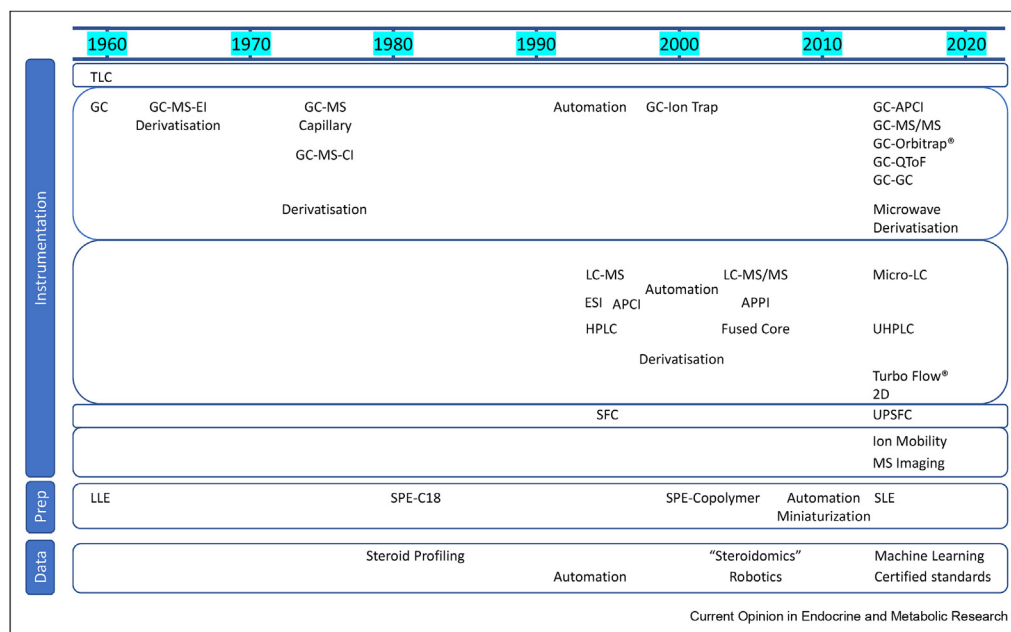 1960 1970 1980 1990 2000 2010 2020
Instrumentation
TLC
GC GC-MS-EI GC-MS Automation GC-Ion Trap GC-APCI
Derivatisation Capillary GC-MS/MS
GC-Orbitrap®
GC-MS-CI GC-QToF
GC-GC
Derivatisation Microwave
Derivatisation
LC-MS LC-MS/MS Micro-LC
Automation
ESI APCI APPI
HPLC Fused Core UHPLC
Derivatisation
Turbo Flow®
2D
SFC UPSFC
Ion Mobility
MS Imaging
Prep
LLE SPE-C18 SPE-Copolymer Automation SLE
Miniaturization
Data
Steroid Profiling “Steroidomics” Machine Learning
Automation Robotics Certified standards
Current Opinion in Endocrine and Metabolic Research